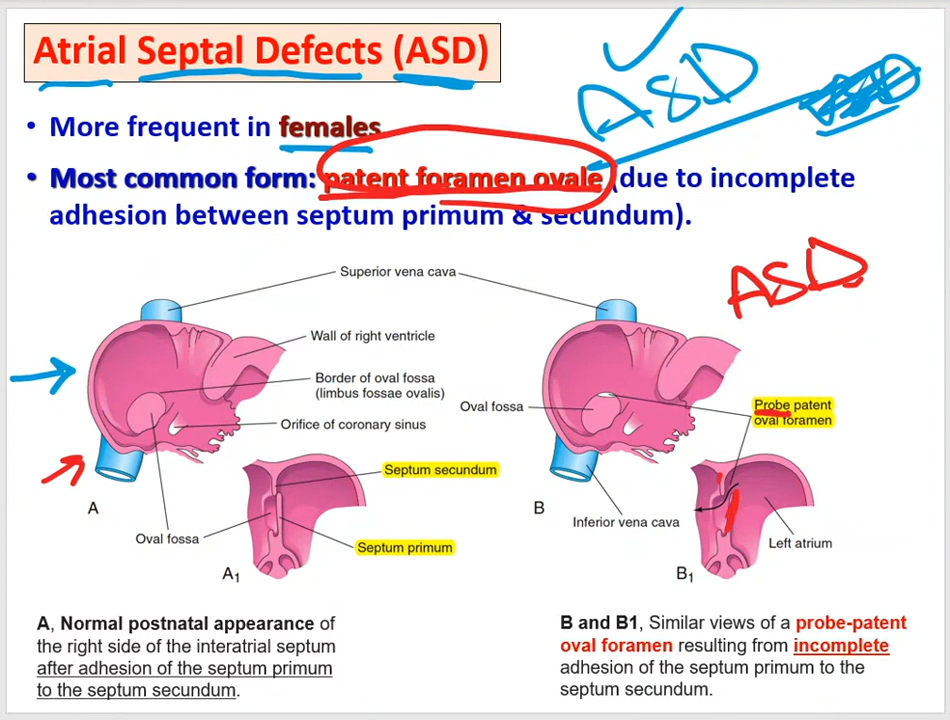 Atrial Septal Defects (ASD)
ASD
• More frequent in females
• Most common form: patent foramen ovale (due to incomplete
adhesion between septum primum & secundum).
ASD
Superior vena cava
Wall of right ventricle
Border of oval fossa
(limbus fossae ovalis)
Orifice of coronary sinus
Oval fossa
Probe patent
oval foramen
Septum secundum
A
B
Inferior vena cava
Oval fossa
Septum primum
Left atrium
A1
B1
A, Normal postnatal appearance of
the right side of the interatrial septum
after adhesion of the septum primum
to the septum secundum.
B and B1, Similar views of a probe-patent
oval foramen resulting from incomplete
adhesion of the septum primum to the
septum secundum.